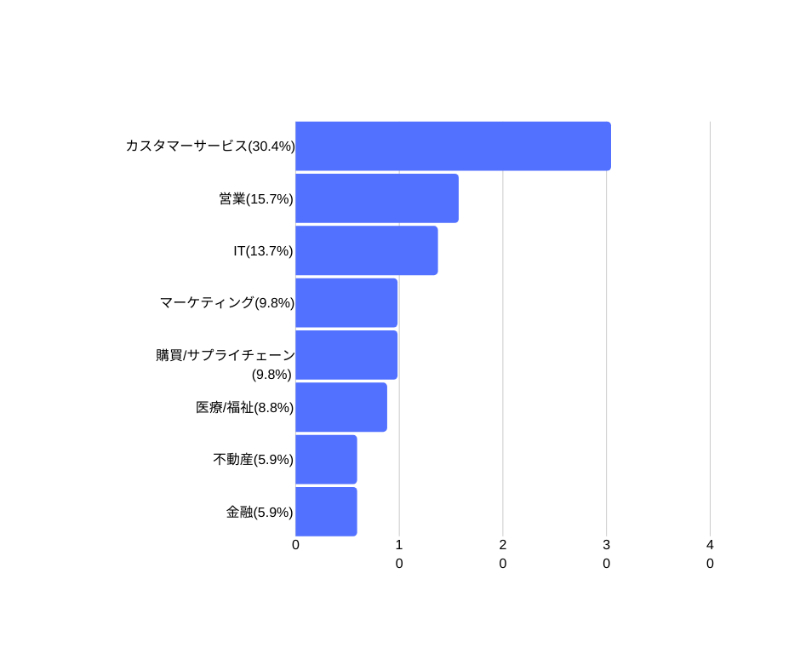 カスタマーサービス(30.4%)
営業(15.7%)
IT(13.7%)
マーケティング(9.8%)
購買/サプライチェーン
(9.8%)
医療/福祉(8.8%)
不動産(5.9%)
金融(5.9%)
0 1 2 3 4
0 0 0 0